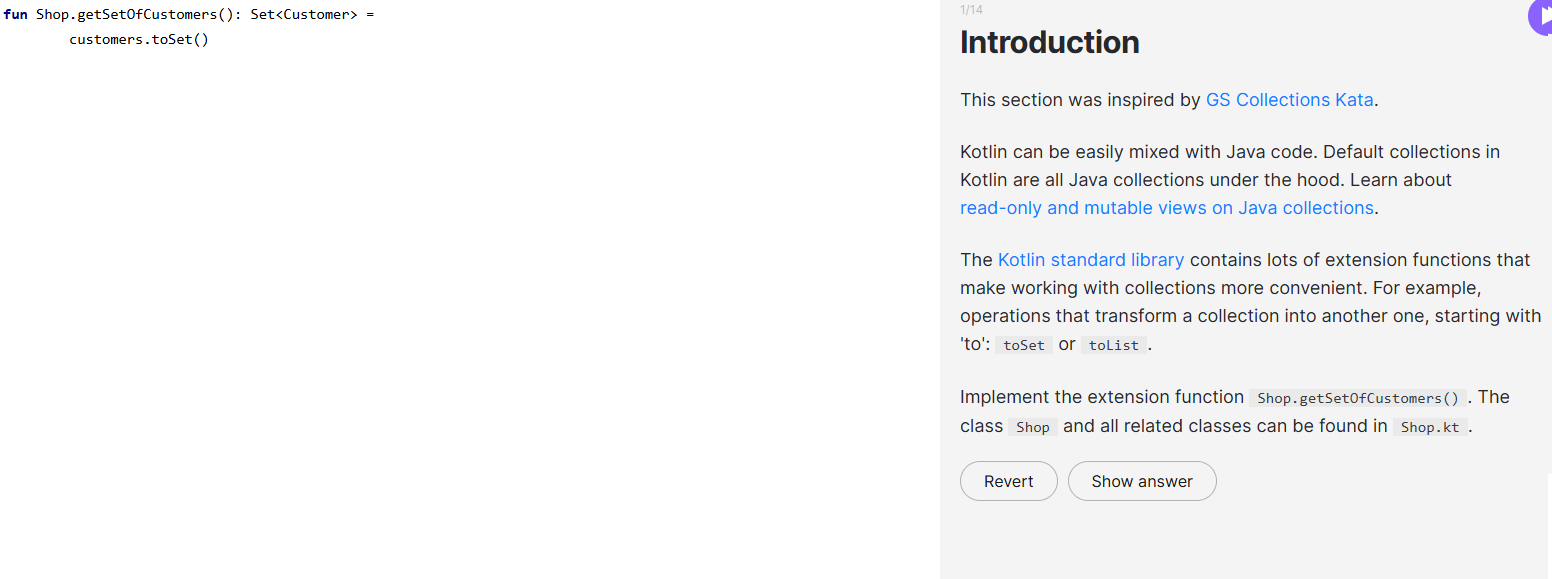 fun Shop.getSetOfCustomers(): Set<Customer> =
        customers.toSet()
1/14
Introduction
This section was inspired by GS Collections Kata.
Kotlin can be easily mixed with Java code. Default collections in
Kotlin are all Java collections under the hood. Learn about
read-only and mutable views on Java collections.
The Kotlin standard library contains lots of extension functions that
make working with collections more convenient. For example,
operations that transform a collection into another one, starting with
'to': toSet or toList.
Implement the extension function Shop.getSetOfCustomers(). The
class Shop and all related classes can be found in Shop.kt.
Revert Show answer